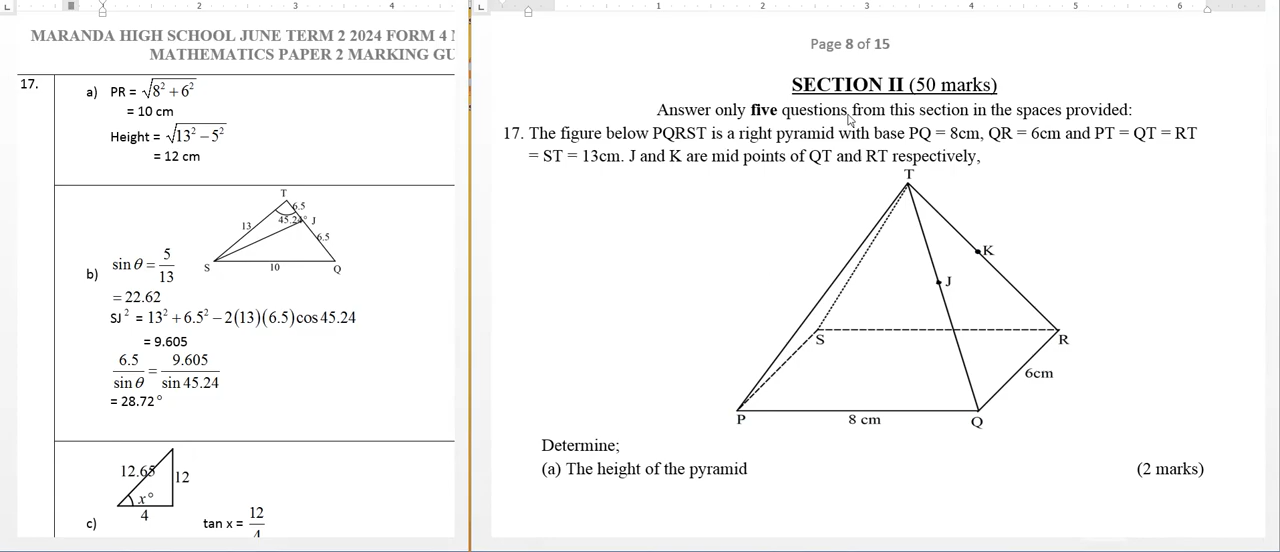 MARANDA HIGH SCHOOL JUNE TERM 2 2024 FORM 4
MATHEMATICS PAPER 2 MARKING GU
17.
a) PR = √(8² + 6²)
= 10 cm
Height = √(13² − 5²)
= 12 cm
T
6.5
45.24° J
13
6.5
S 10 Q
b) sin θ = 5/13
= 22.62
SJ² = 13² + 6.5² − 2(13)(6.5)cos 45.24
= 9.605
6.5/sin θ = 9.605/sin 45.24
= 28.72°
12.65 12
x°
4
c) tan x = 12/4
Page 8 of 15
SECTION II (50 marks)
Answer only five questions from this section in the spaces provided:
17. The figure below PQRST is a right pyramid with base PQ = 8cm, QR = 6cm and PT = QT = RT
= ST = 13cm. J and K are mid points of QT and RT respectively,
T
K
J
S R
6cm
P 8 cm Q
Determine;
(a) The height of the pyramid (2 marks)